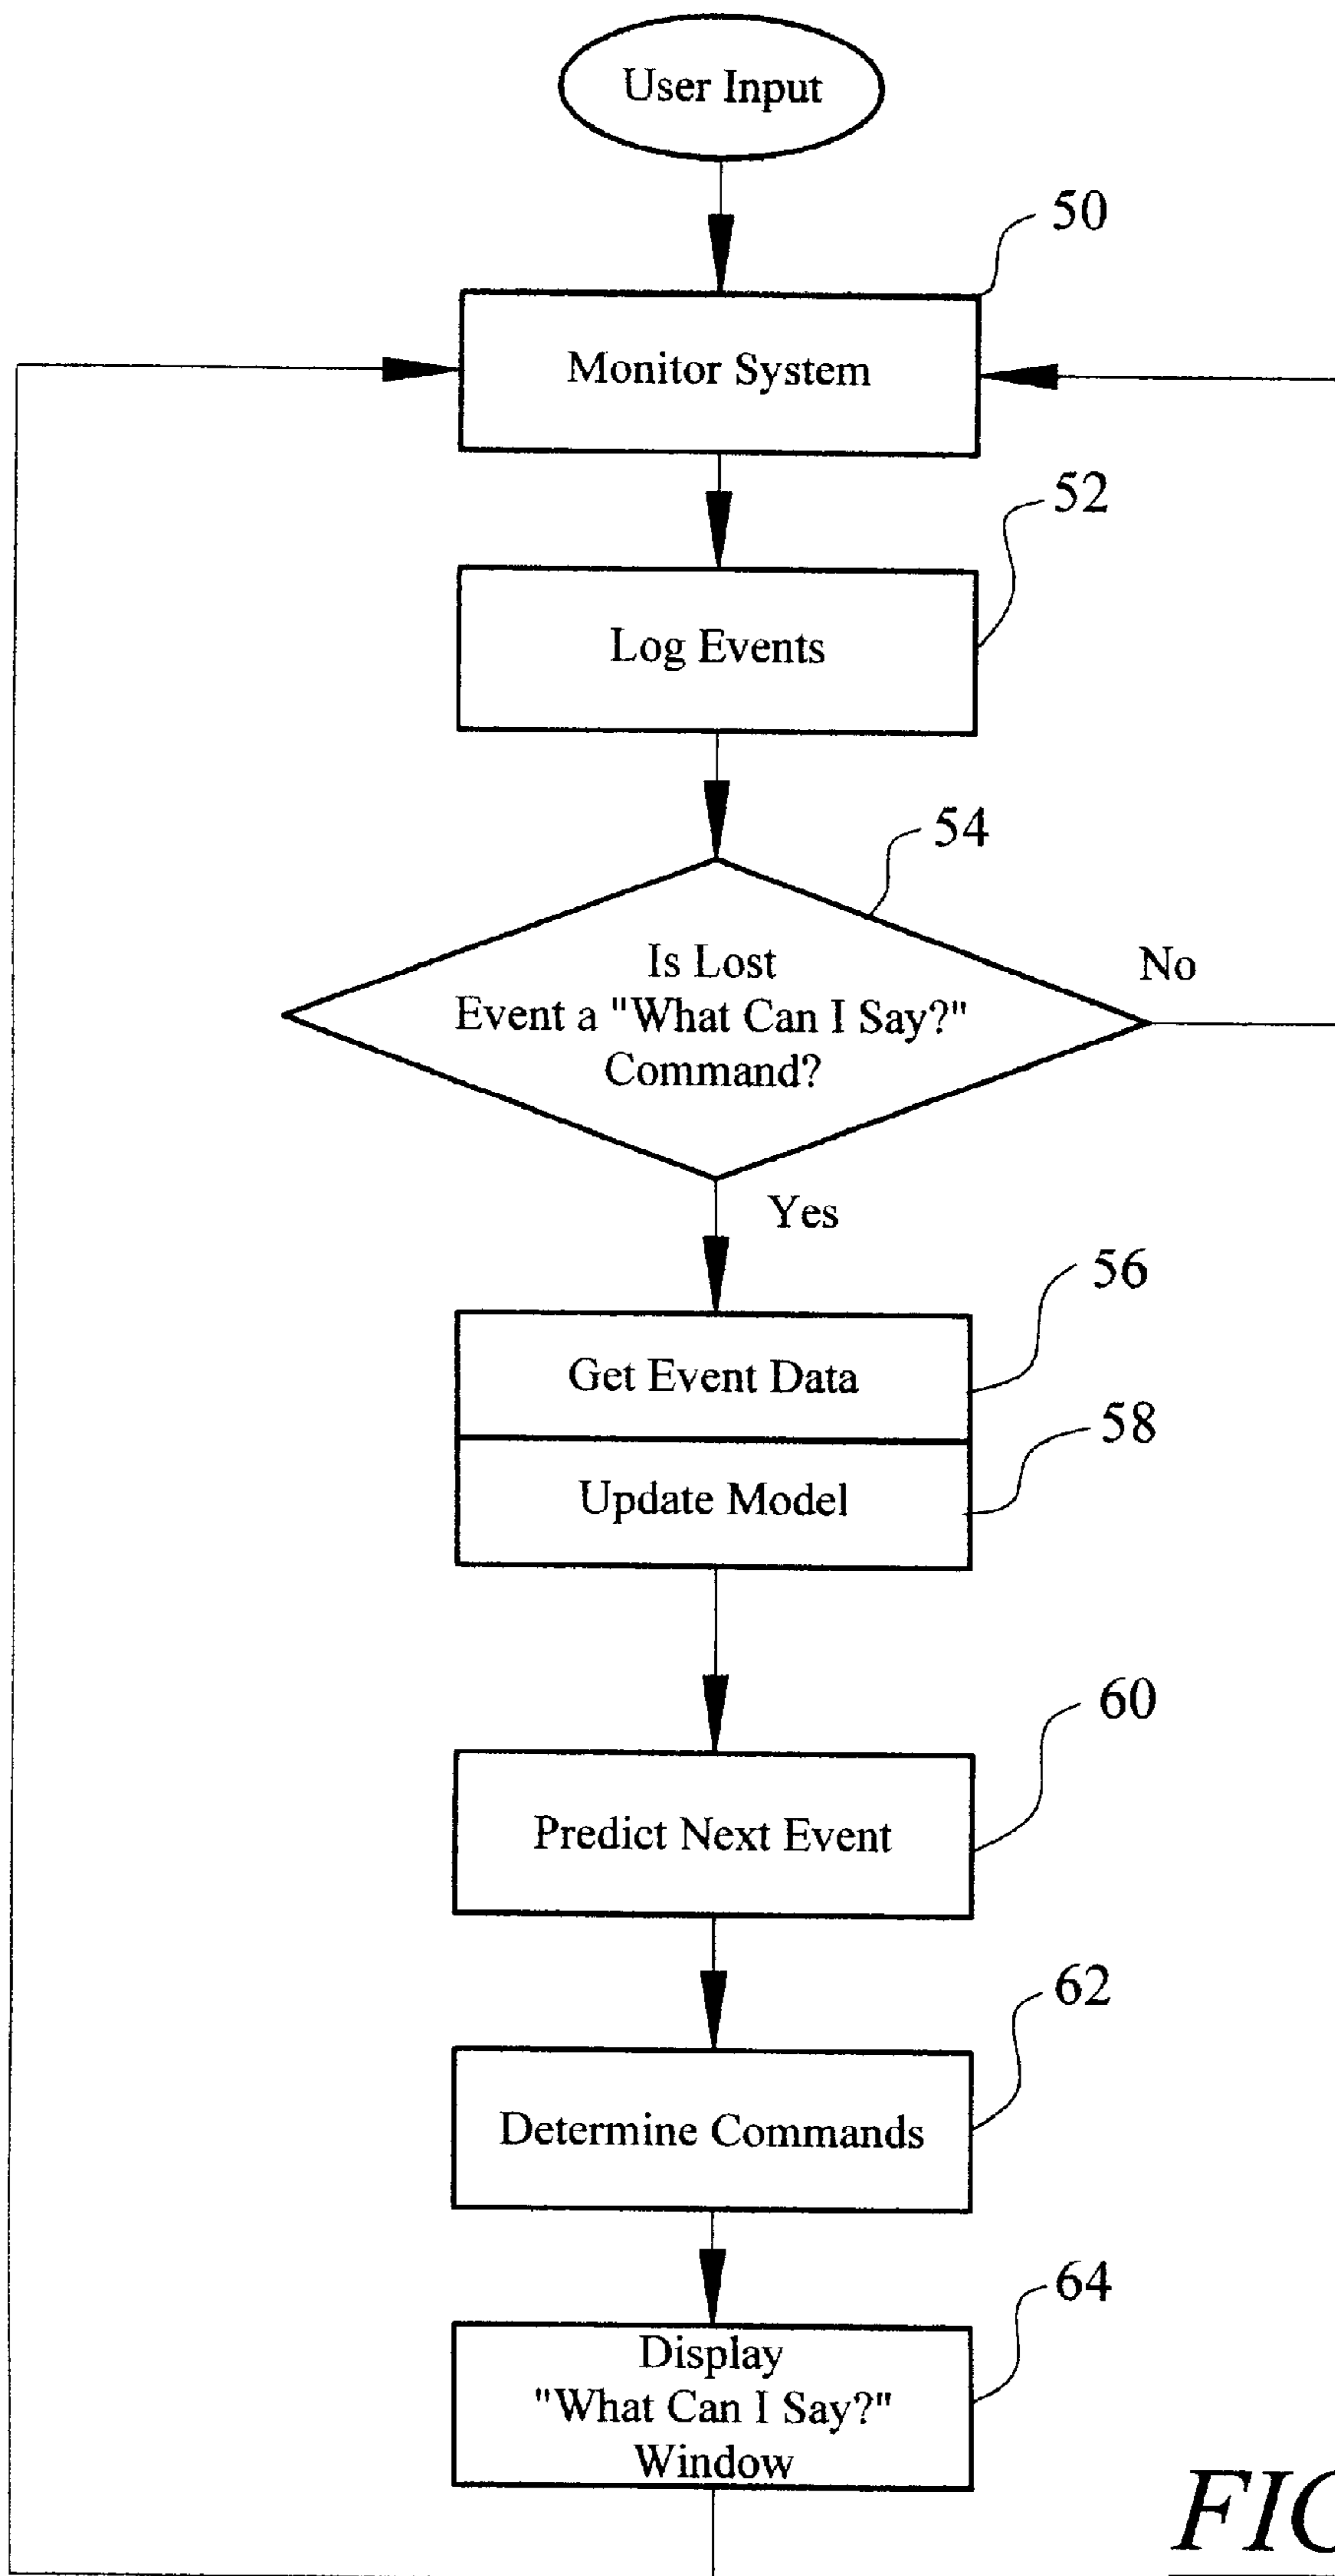 User Input
50
Monitor System
52
Log Events
54
Is Lost
Event a "What Can I Say?"
Command?
No
Yes
56
Get Event Data
58
Update Model
60
Predict Next Event
62
Determine Commands
64
Display
"What Can I Say?"
Window